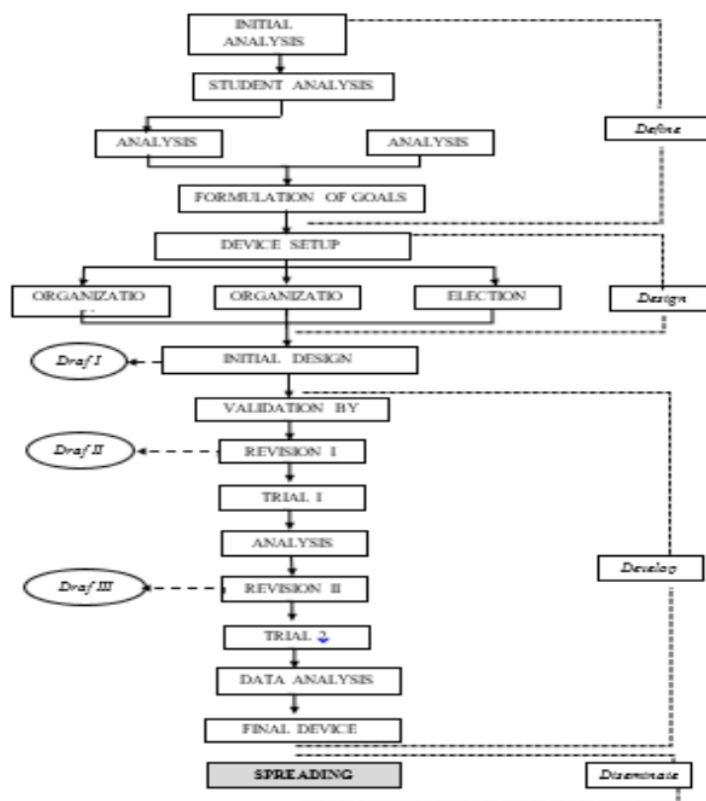 INITIAL
ANALYSIS
STUDENT ANALYSIS
Define
ANALYSIS
ANALYSIS
FORMULATION OF GOALS
DEVICE SETUP
ORGANIZATIO
ORGANIZATIO
ELECTION
Design
Draf I
INITIAL DESIGN
VALIDATION BY
Draf II
REVISION I
TRIAL I
ANALYSIS
Develop
Draf III
REVISION II
TRIAL 2
DATA ANALYSIS
FINAL DEVICE
SPREADING
Diseminate